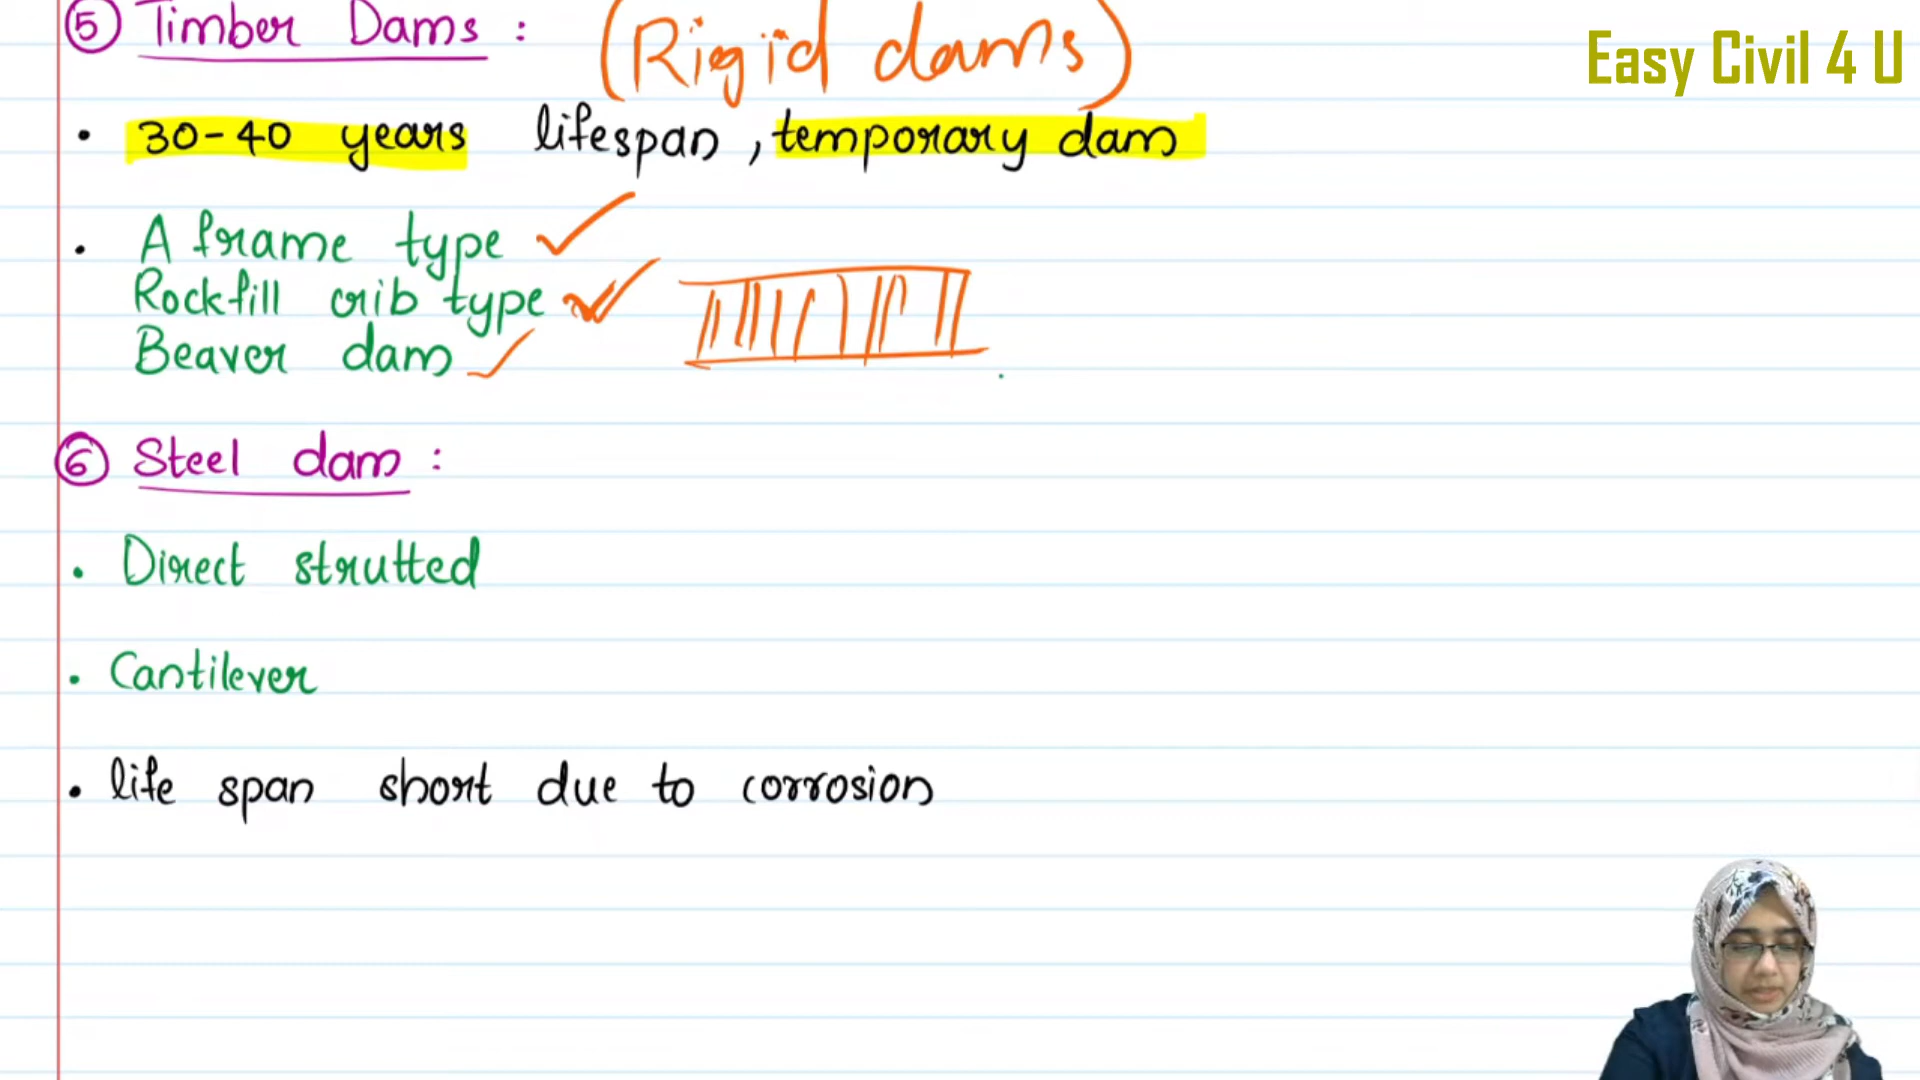 ⑤ Timber Dams : (Rigid dams)
Easy Civil 4 U
• 30-40 years lifespan, temporary dam
• A frame type ✓
Rockfill crib type ✓
Beaver dam ✓
⑥ Steel dam :
• Direct strutted
• Cantilever
• life span short due to corrosion